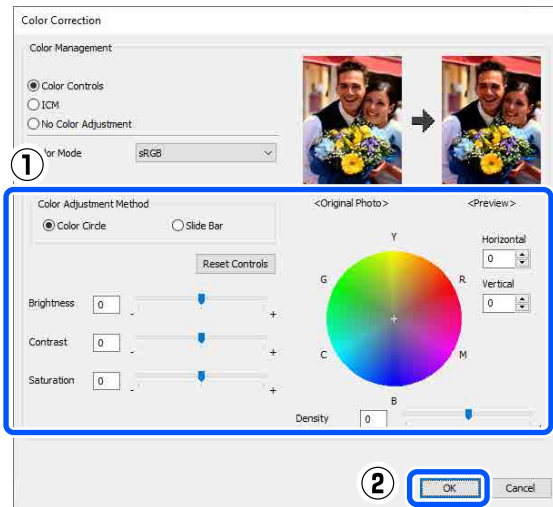 Color Correction
Color Management
Color Controls
ICM
No Color Adjustment
①
Mode
sRGB
<Original Photo>
<Preview>
Color Adjustment Method
Color Circle
Slide Bar
Reset Controls
Brightness
0
-
+
Contrast
0
-
+
Saturation
0
-
+
Y
G
R
C
M
B
Horizontal
0
Vertical
0
Density
0
②
OK
Cancel